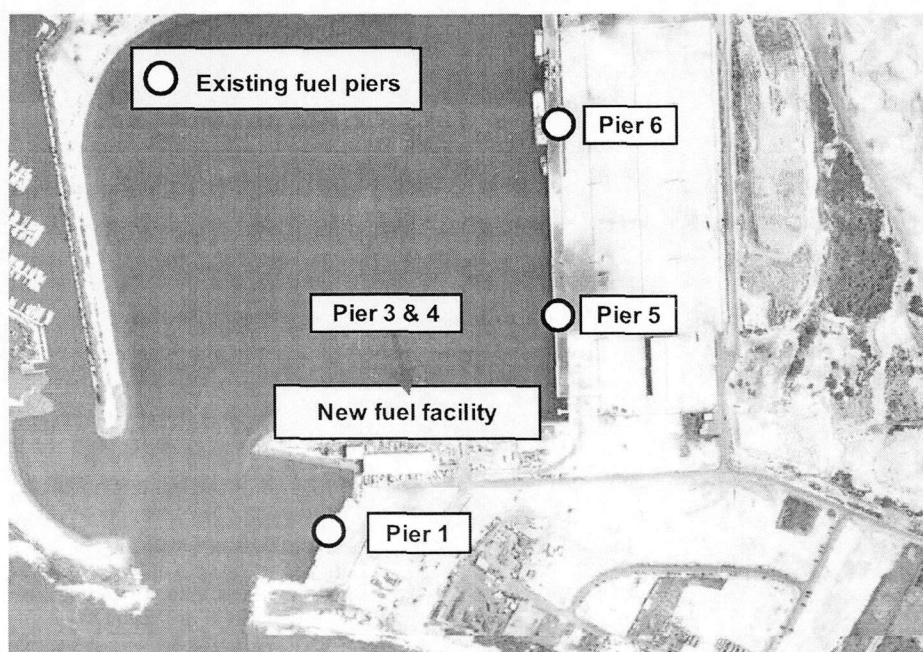 Existing fuel piers
Pier 6
Pier 3 & 4
Pier 5
New fuel facility
Pier 1